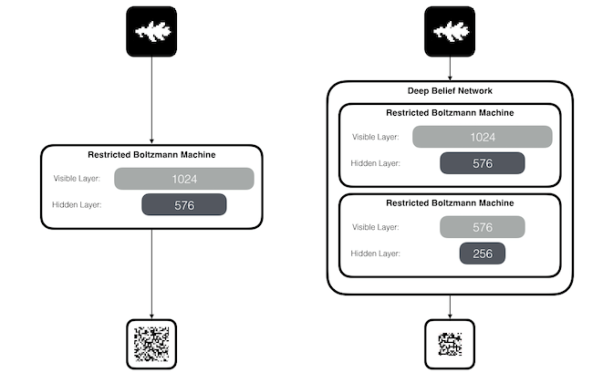 Restricted Boltzmann Machine
Visible Layer: 1024
Hidden Layer: 576
Deep Belief Network
Restricted Boltzmann Machine
Visible Layer: 1024
Hidden Layer: 576
Restricted Boltzmann Machine
Visible Layer: 576
Hidden Layer: 256